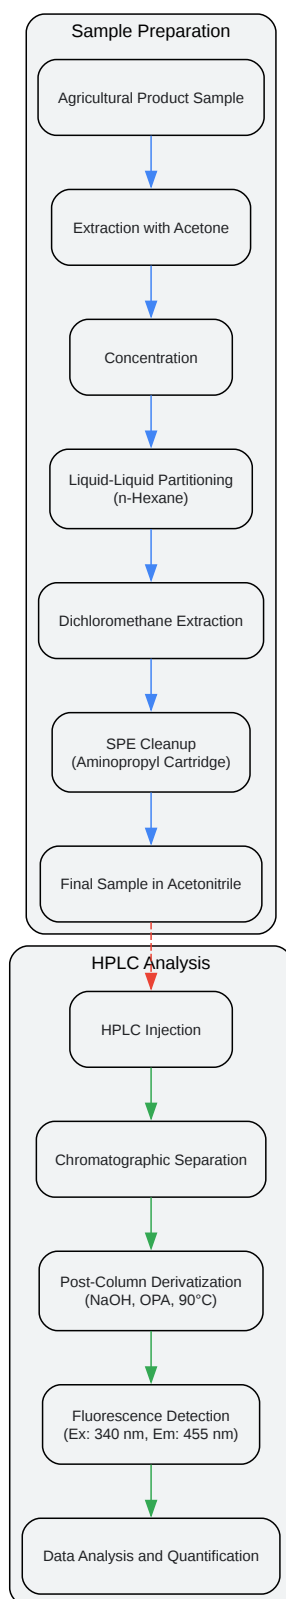 Sample Preparation
Agricultural Product Sample
Extraction with Acetone
Concentration
Liquid-Liquid Partitioning
(n-Hexane)
Dichloromethane Extraction
SPE Cleanup
(Aminopropyl Cartridge)
Final Sample in Acetonitrile
HPLC Analysis
HPLC Injection
Chromatographic Separation
Post-Column Derivatization
(NaOH, OPA, 90°C)
Fluorescence Detection
(Ex: 340 nm, Em: 455 nm)
Data Analysis and Quantification